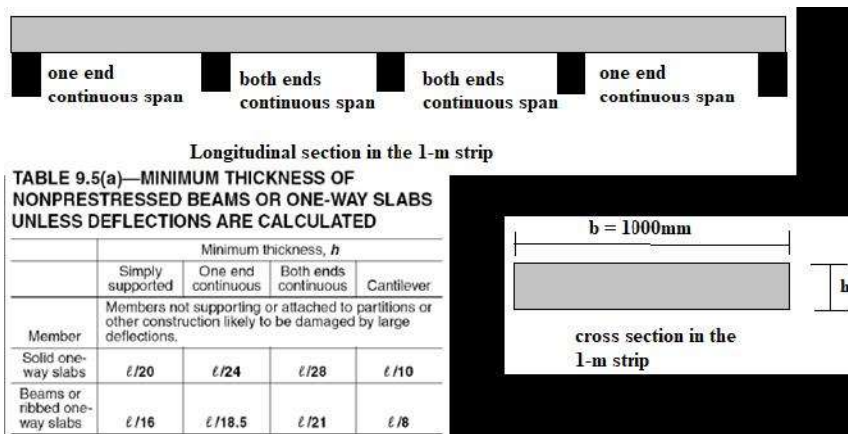 one end
continuous span
both ends
continuous span
both ends
continuous span
one end
continuous span
Longitudinal section in the 1-m strip
TABLE 9.5(a)—MINIMUM THICKNESS OF
NONPRESTRESSED BEAMS OR ONE-WAY SLABS
UNLESS DEFLECTIONS ARE CALCULATED
Minimum thickness, h
Simply
supported
One end
continuous
Both ends
continuous
Cantilever
Member
Members not supporting or attached to partitions or
other construction likely to be damaged by large
deflections.
Solid one-
way slabs
ℓ/20
ℓ/24
ℓ/28
ℓ/10
Beams or
ribbed one-
way slabs
ℓ/16
ℓ/18.5
ℓ/21
ℓ/8
b = 1000mm
h
cross section in the
1-m strip